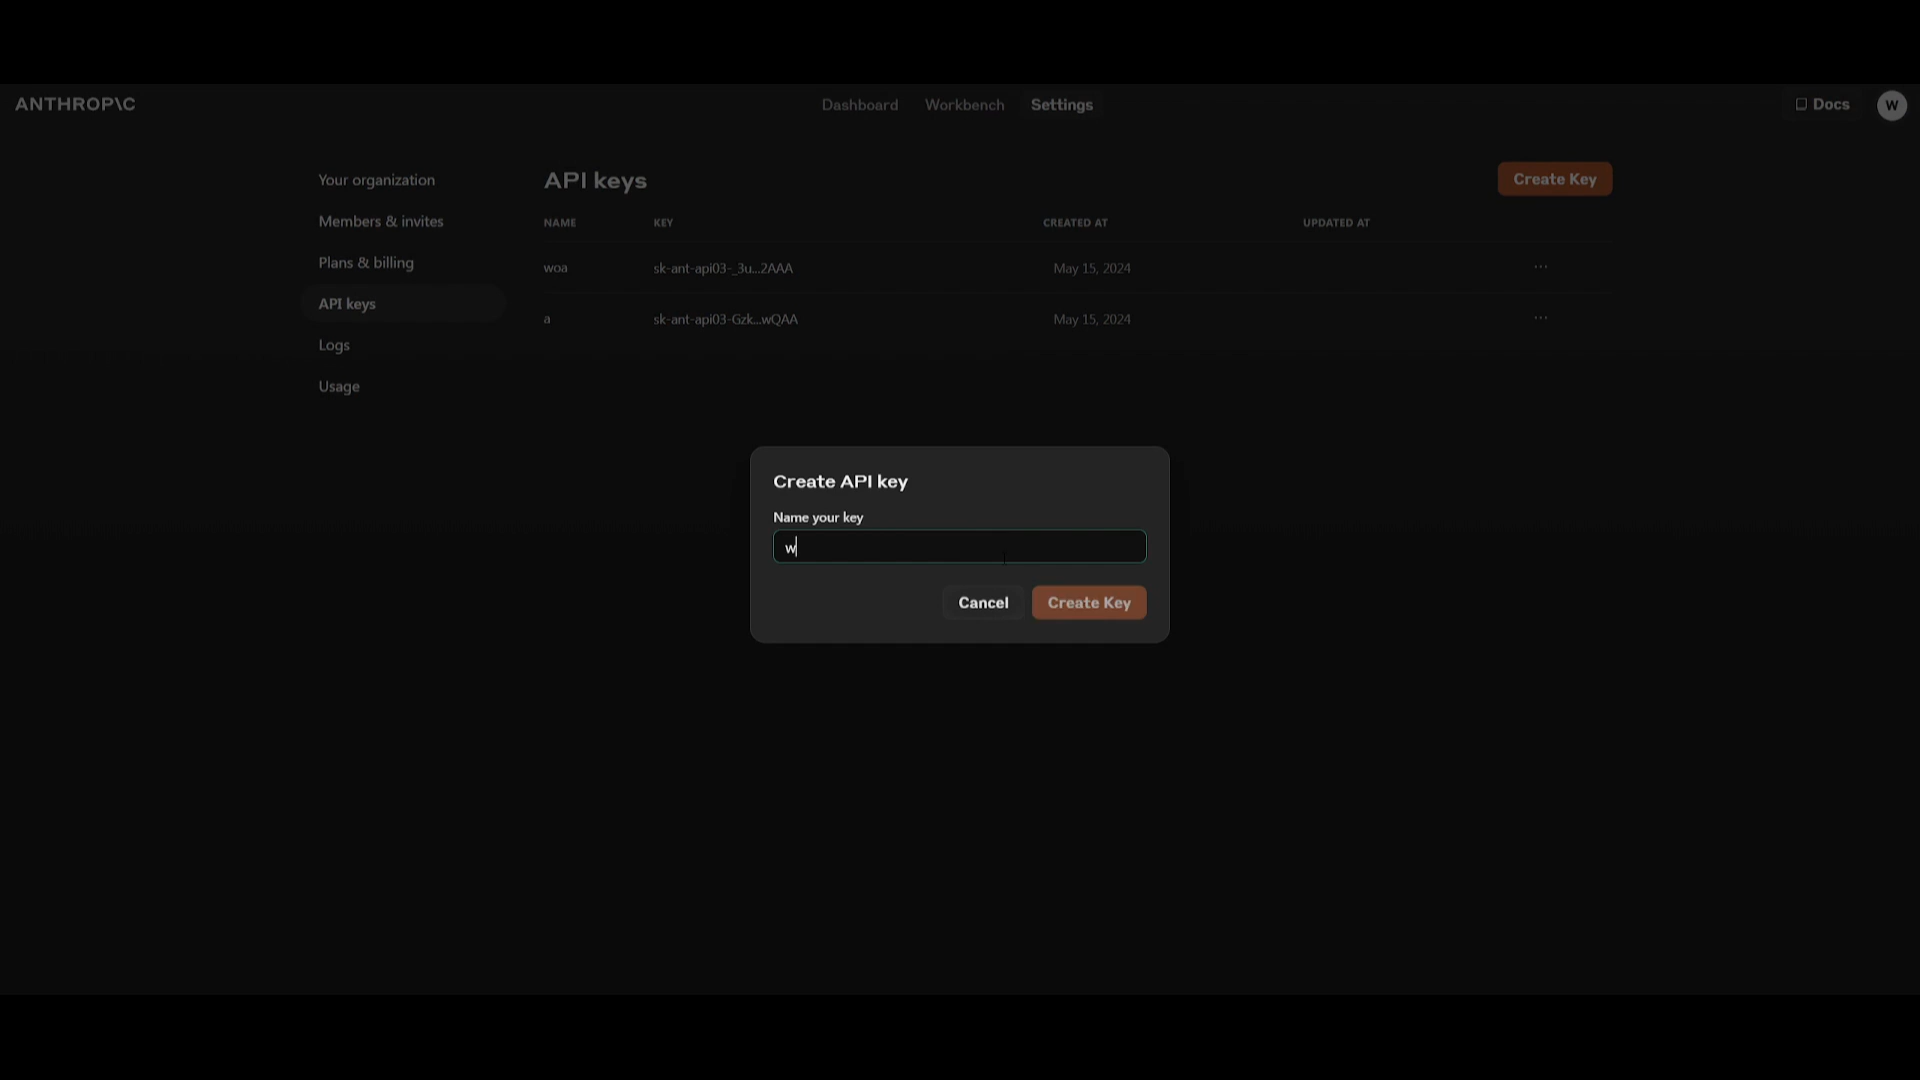 ANTHROP\C
Dashboard Workbench Settings
Docs
W
Your organization
Members & invites
Plans & billing
API keys
Logs
Usage
API keys
Create Key
NAME KEY CREATED AT UPDATED AT
woa sk-ant-api03-_3u...2AAA May 15, 2024 ...
a sk-ant-api03-Gzk...wQAA May 15, 2024 ...
Create API key
Name your key
w
Cancel Create Key